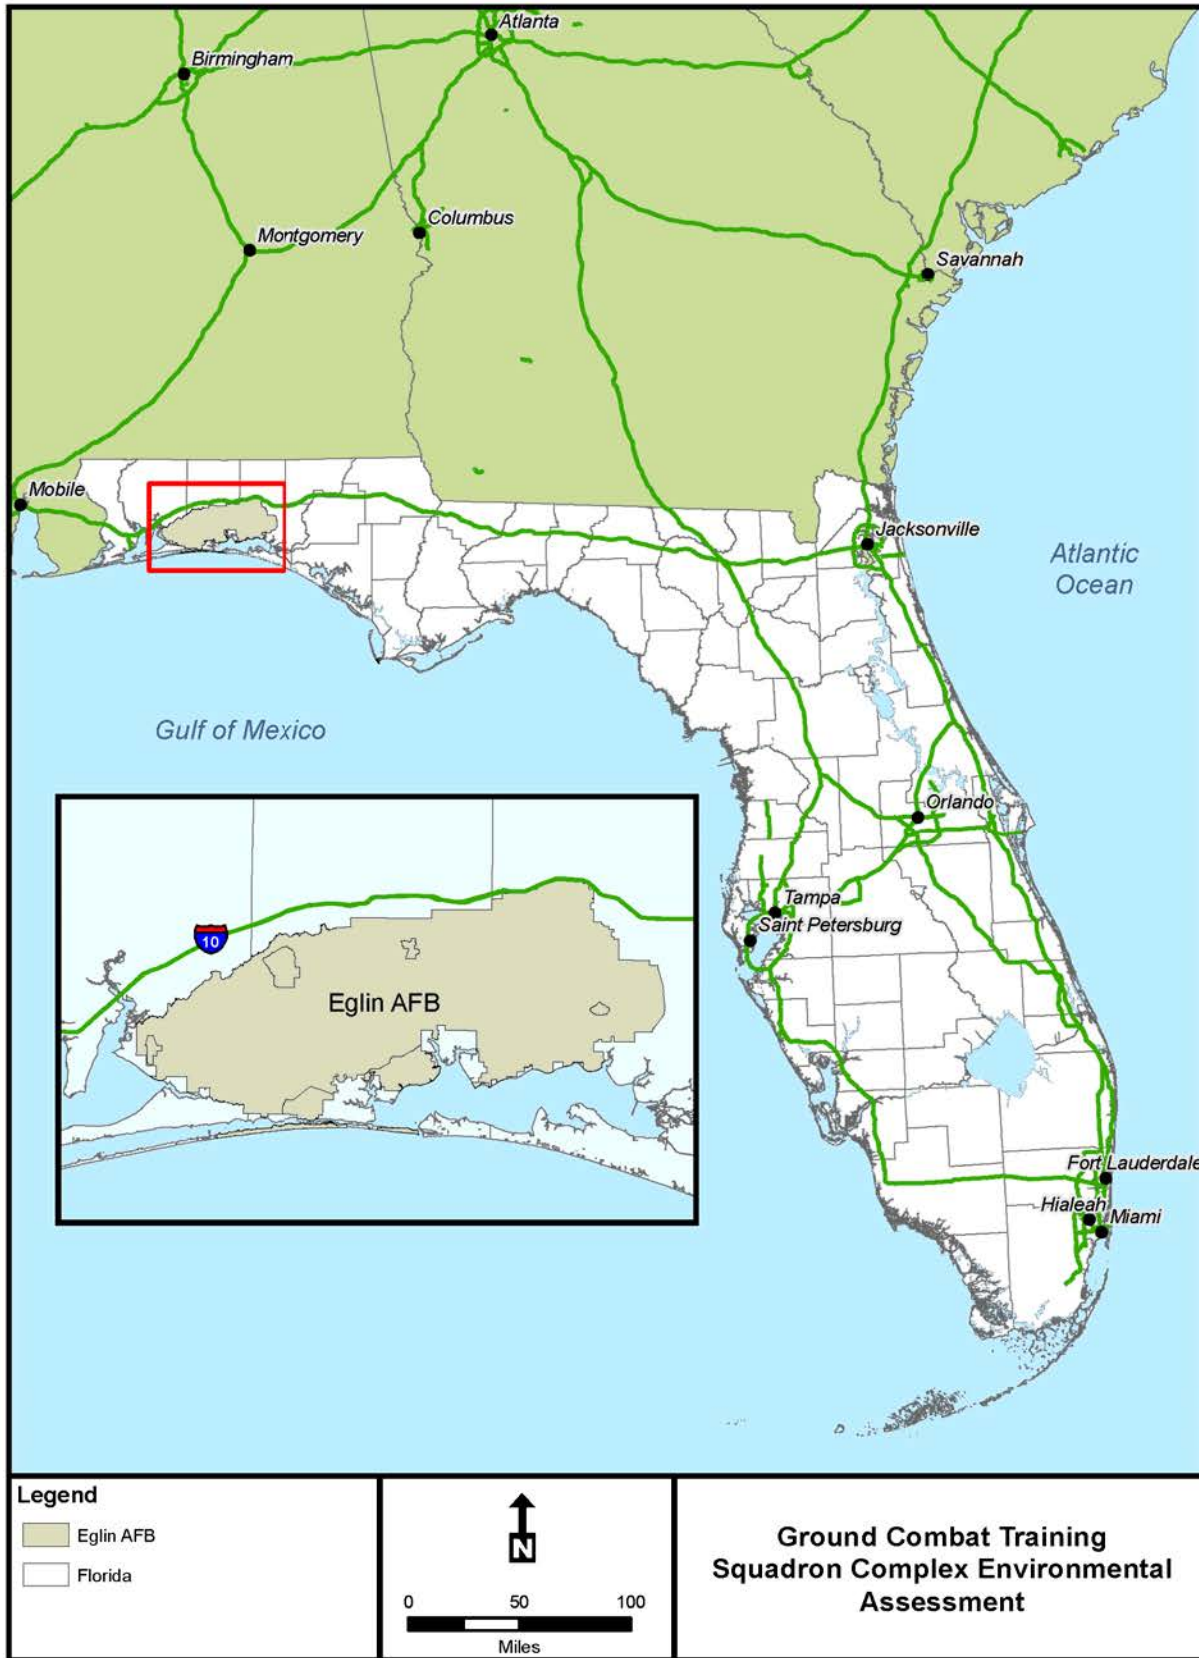 Atlanta
Birmingham
Columbus
Montgomery
Savannah
Mobile
Jacksonville
Atlantic
Ocean
Gulf of Mexico
Orlando
Tampa
Saint Petersburg
10
Eglin AFB
Fort Lauderdale
Hialeah
Miami
Legend
Eglin AFB
Florida
N
0 50 100
Miles
Ground Combat Training
Squadron Complex Environmental
Assessment